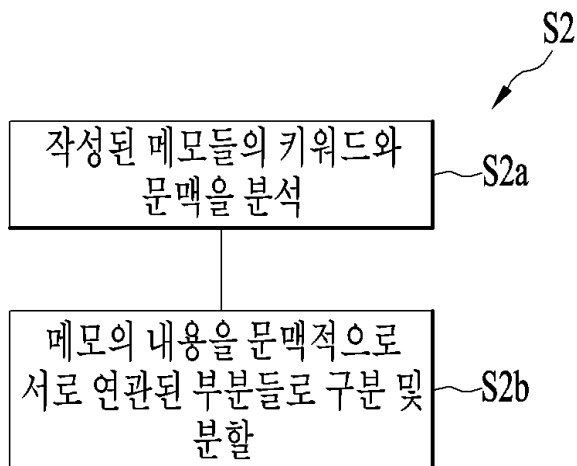 S2
작성된 메모들의 키워드와
문맥을 분석
S2a
메모의 내용을 문맥적으로
서로 연관된 부분들로 구분 및
분할
S2b